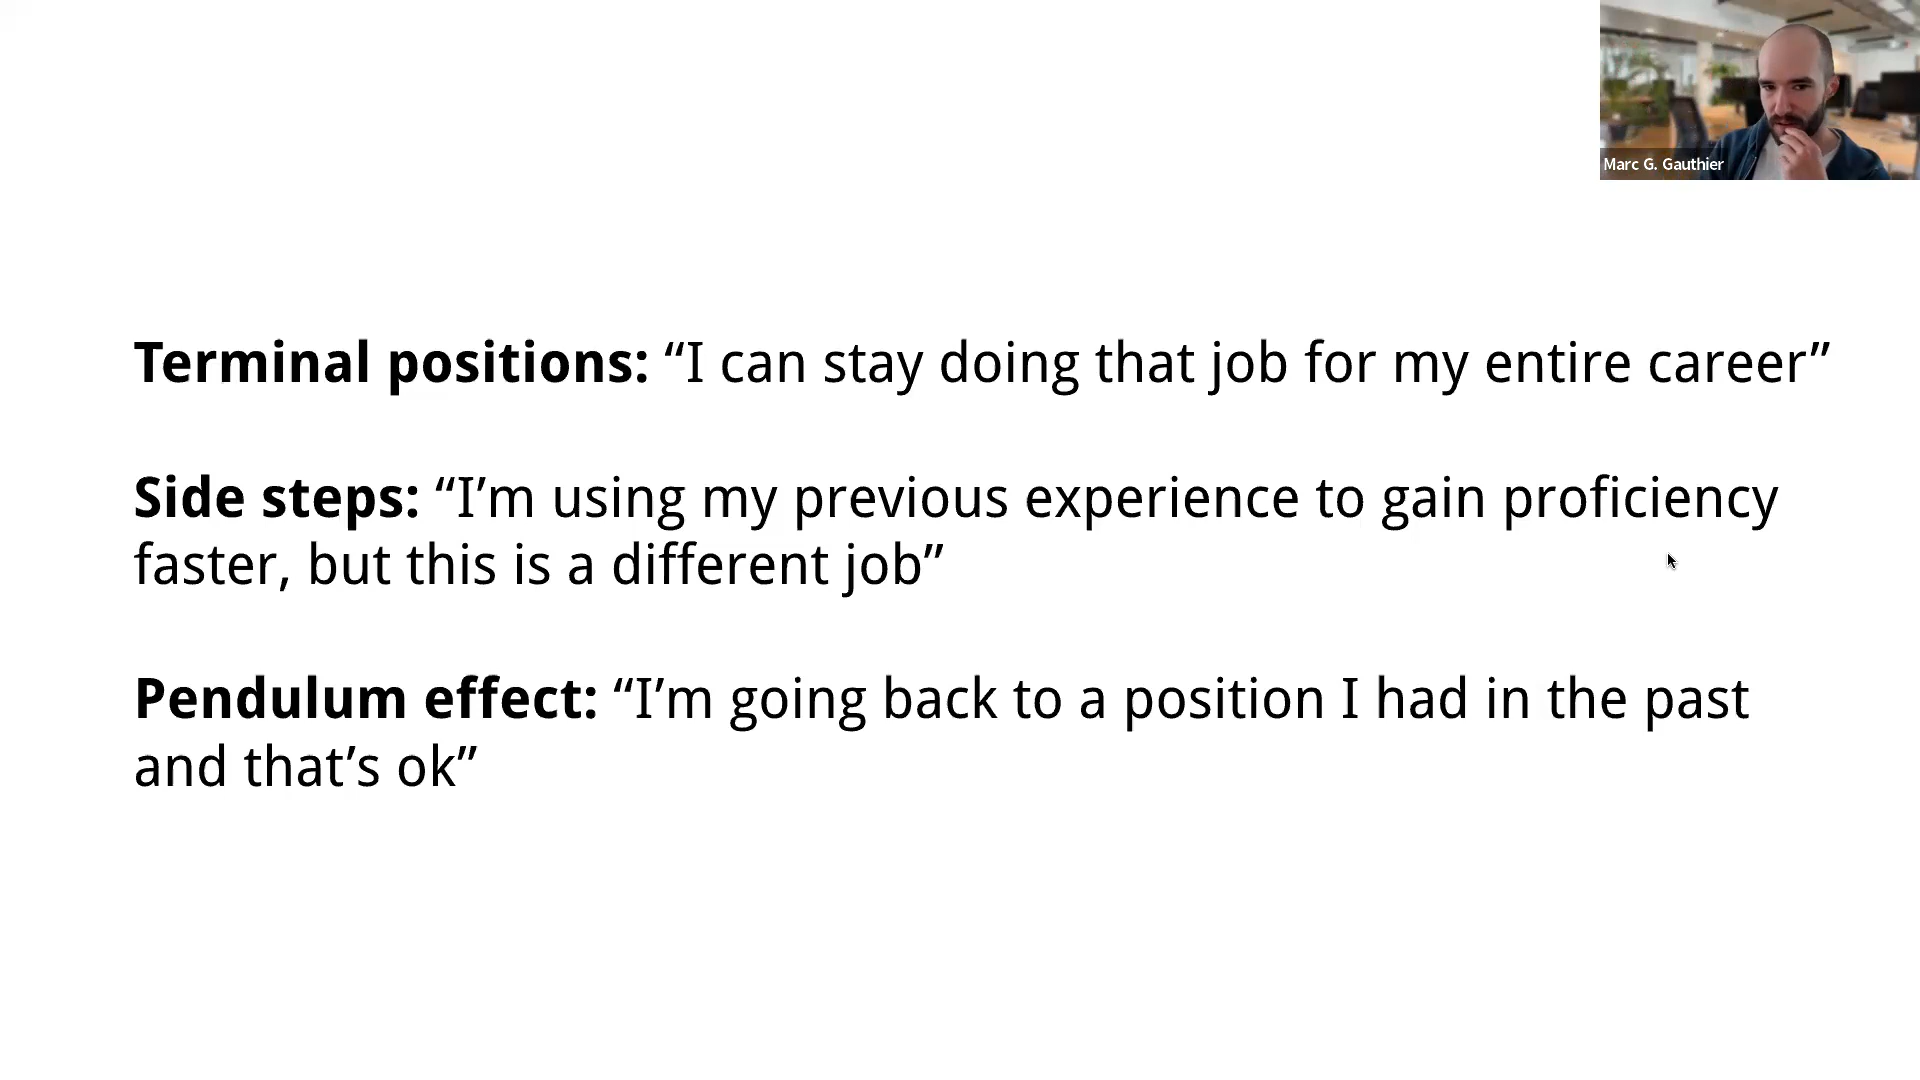 Marc G. Gauthier
Terminal positions: “I can stay doing that job for my entire career”
Side steps: “I’m using my previous experience to gain proficiency
faster, but this is a different job”
Pendulum effect: “I’m going back to a position I had in the past
and that’s ok”